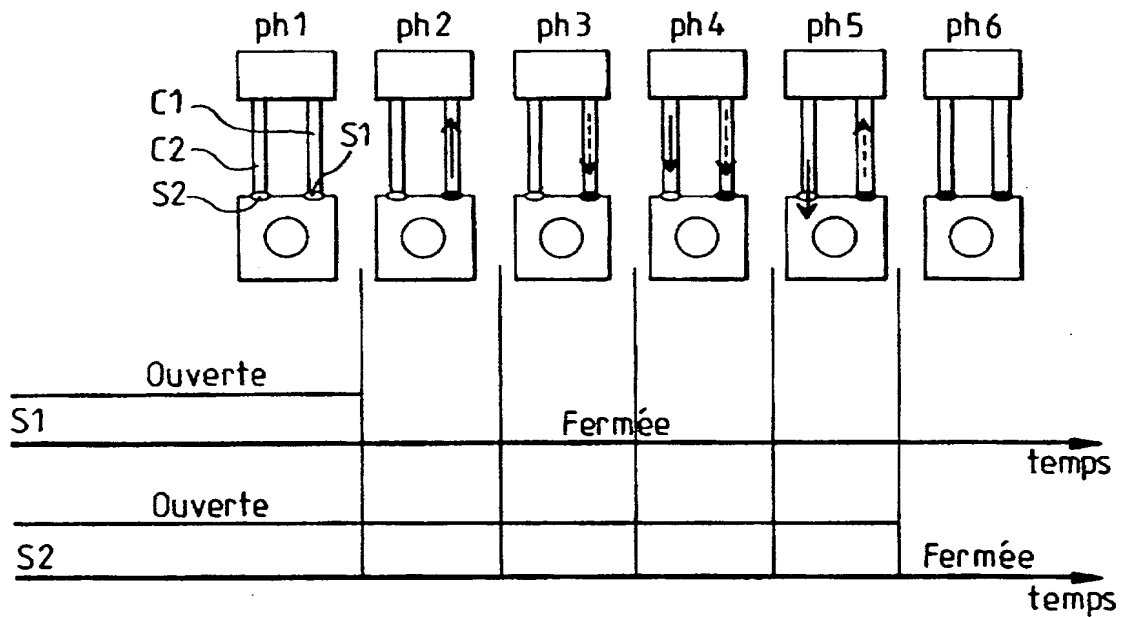 ph1 ph2 ph3 ph4 ph5 ph6
C1
S1
C2
S2
Ouverte
S1
Fermée
temps
Ouverte
S2
Fermée
temps